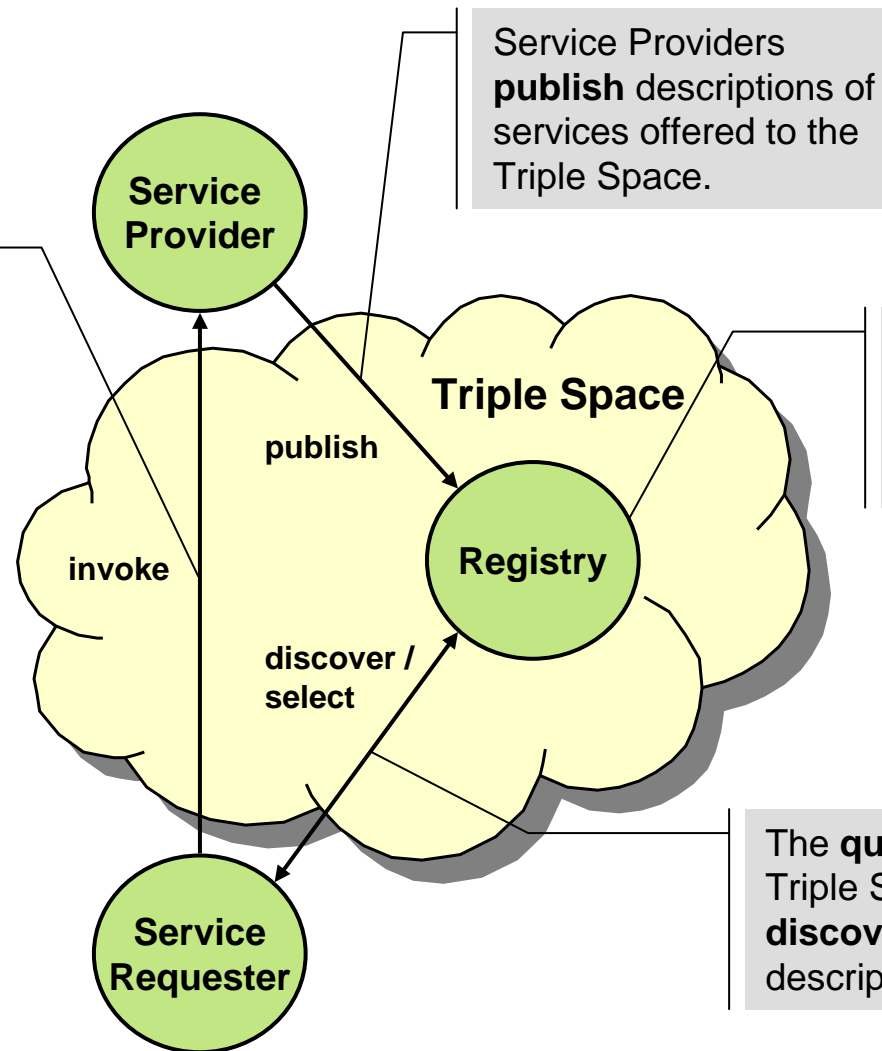 Service Providers
publish descriptions of
services offered to the
Triple Space.
Service
Provider
Triple Space
publish
Registry
invoke
discover /
select
The
Triple
descrip
Service
Requester